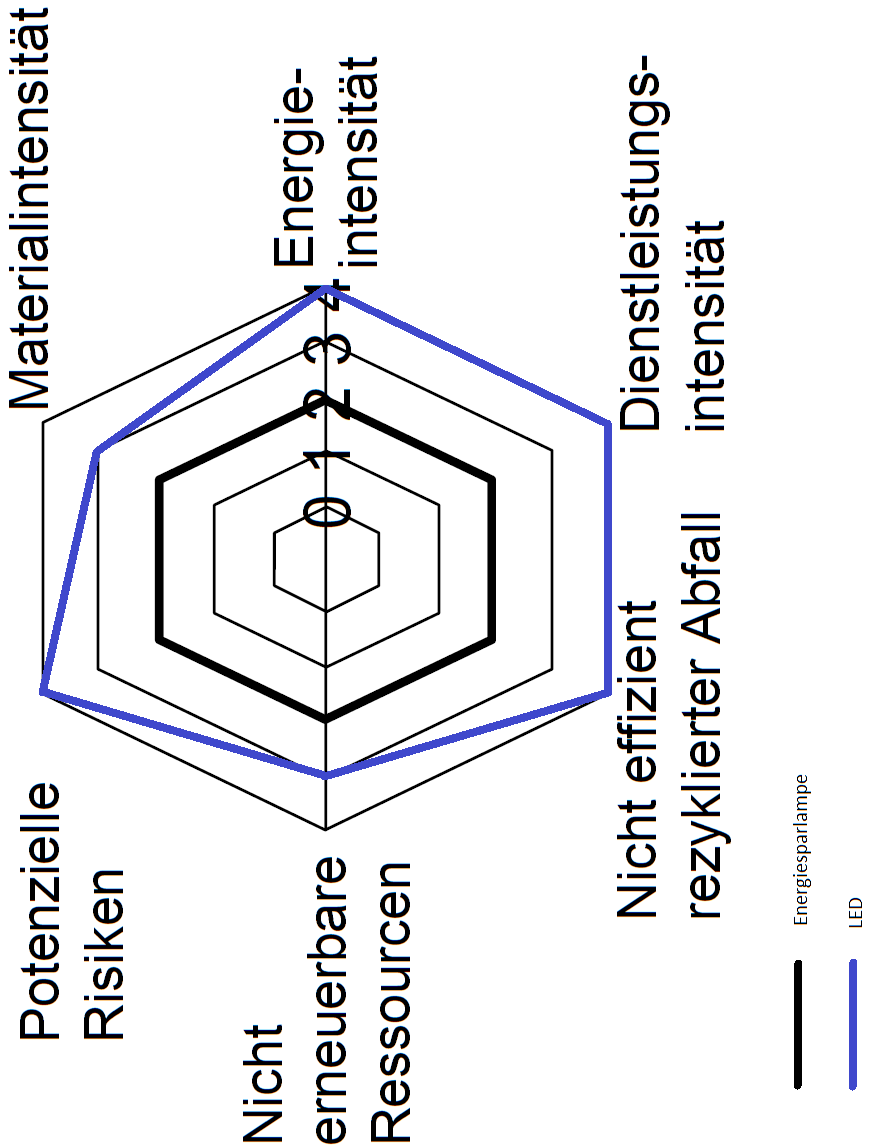 Materialintensität
Energie-
intensität
Dienstleistungs-
intensität
Nicht effizient
rezyklierter Abfall
Nicht
erneuerbare
Ressourcen
Potenzielle
Risiken
0 1 2 3 4
Energiesparlampe
LED